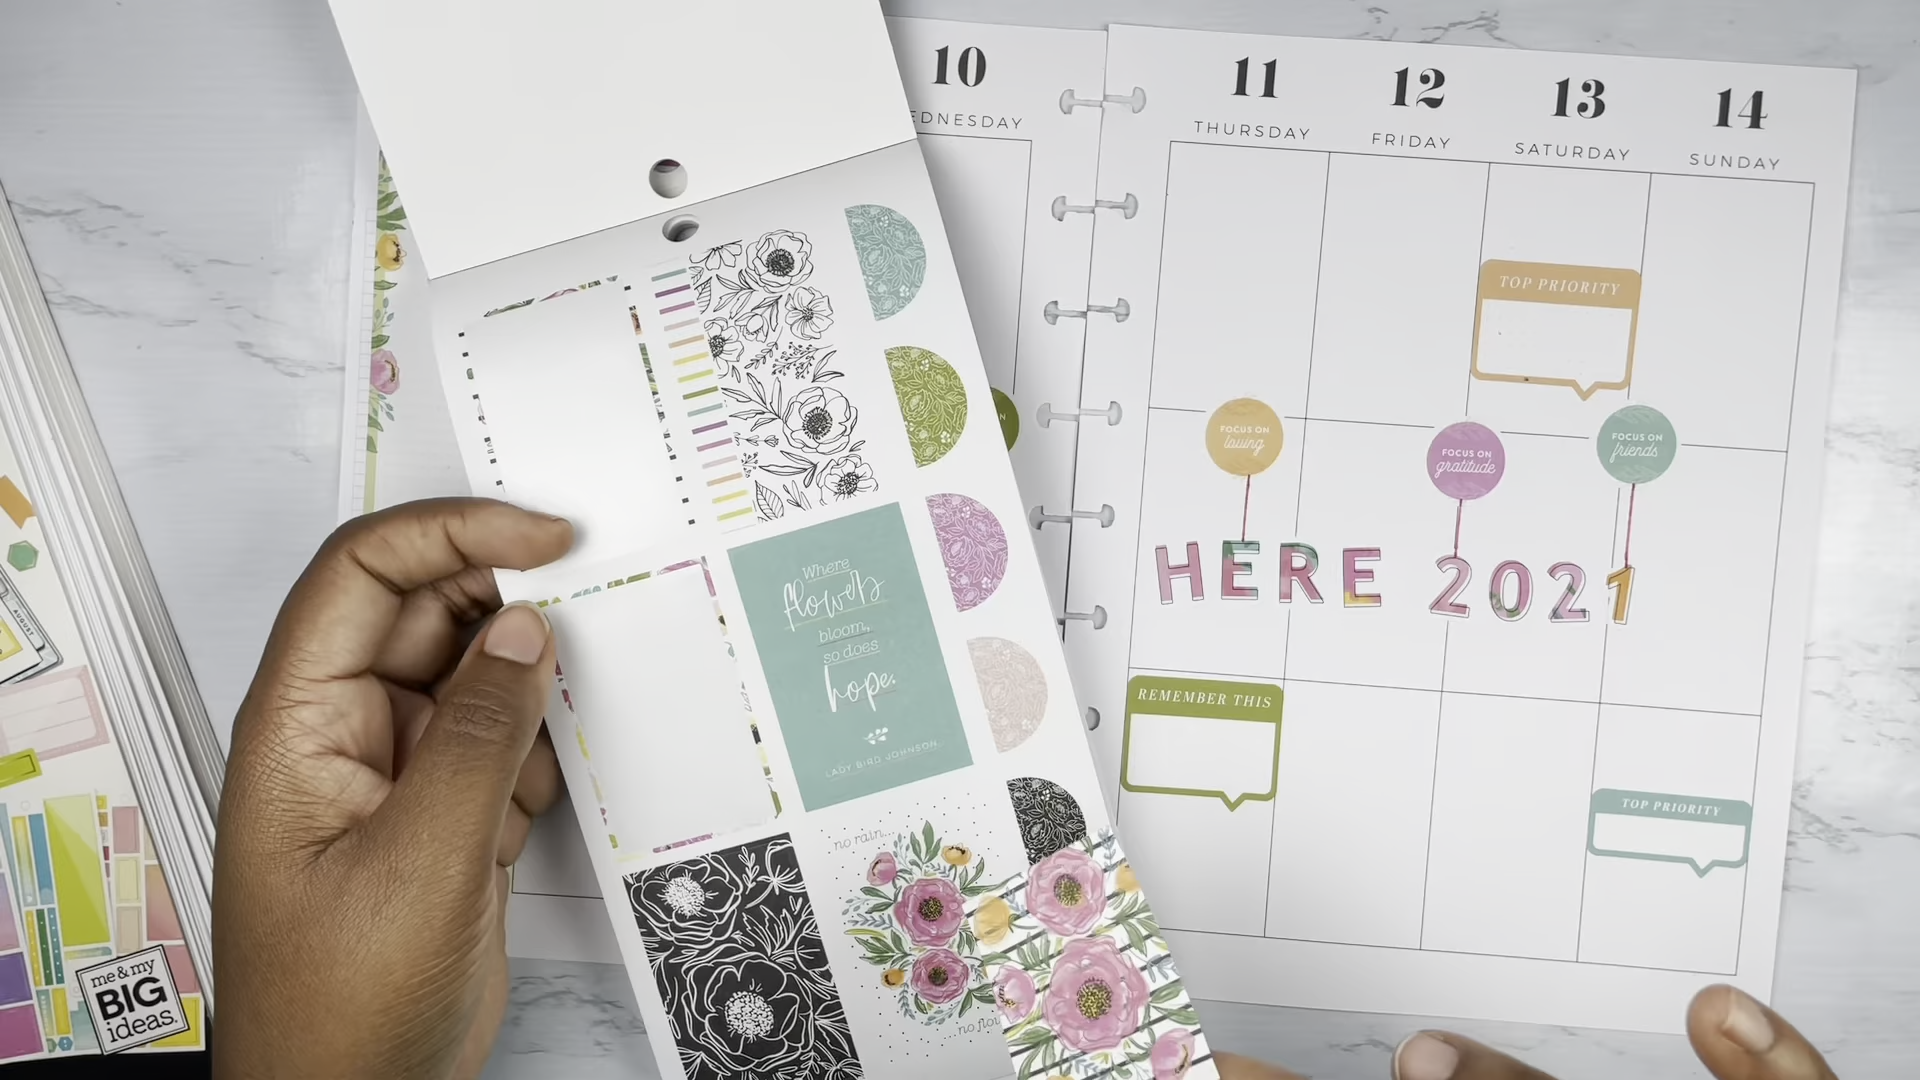 10
EDNESDAY
11
THURSDAY
12
FRIDAY
13
SATURDAY
14
SUNDAY
TOP PRIORITY
FOCUS ON
loving
FOCUS ON
gratitude
FOCUS ON
friends
HERE 2021
REMEMBER THIS
TOP PRIORITY
Where
flowers
bloom,
so does
hope.
LADY BIRD JOHNSON
no rain...
...no flo
AUGUST
me & my
BIG
ideas.